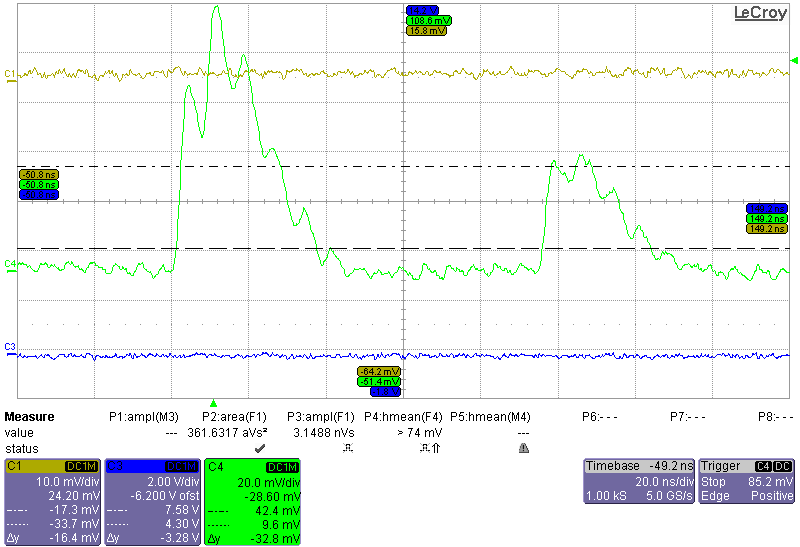 LeCroy
108.6 mV
15.8 mV
C1
-50.8 ns
-50.8 ns
149.2 ns
149.2 ns
C4
C3
-64.2 mV
-51.4 mV
Measure P1:ampl(M3) P2:area(F1) P3:ampl(F1) P4:hmean(F4) P5:hmean(M4) P6:- - - P7:- - - P8:- - -
value --- 361.6317 aVs² 3.1488 nVs > 74 mV ---
status
C1 DC1M
10.0 mV/div
24.20 mV
-17.3 mV
-33.7 mV
Δy -16.4 mV
C3 DC1M
2.00 V/div
-6.200 V ofst
7.58 V
4.30 V
Δy -3.28 V
C4 DC1M
20.0 mV/div
-28.60 mV
42.4 mV
9.6 mV
Δy -32.8 mV
Timebase -49.2 ns
20.0 ns/div
1.00 kS 5.0 GS/s
Trigger C4 DC
Stop 85.2 mV
Edge Positive